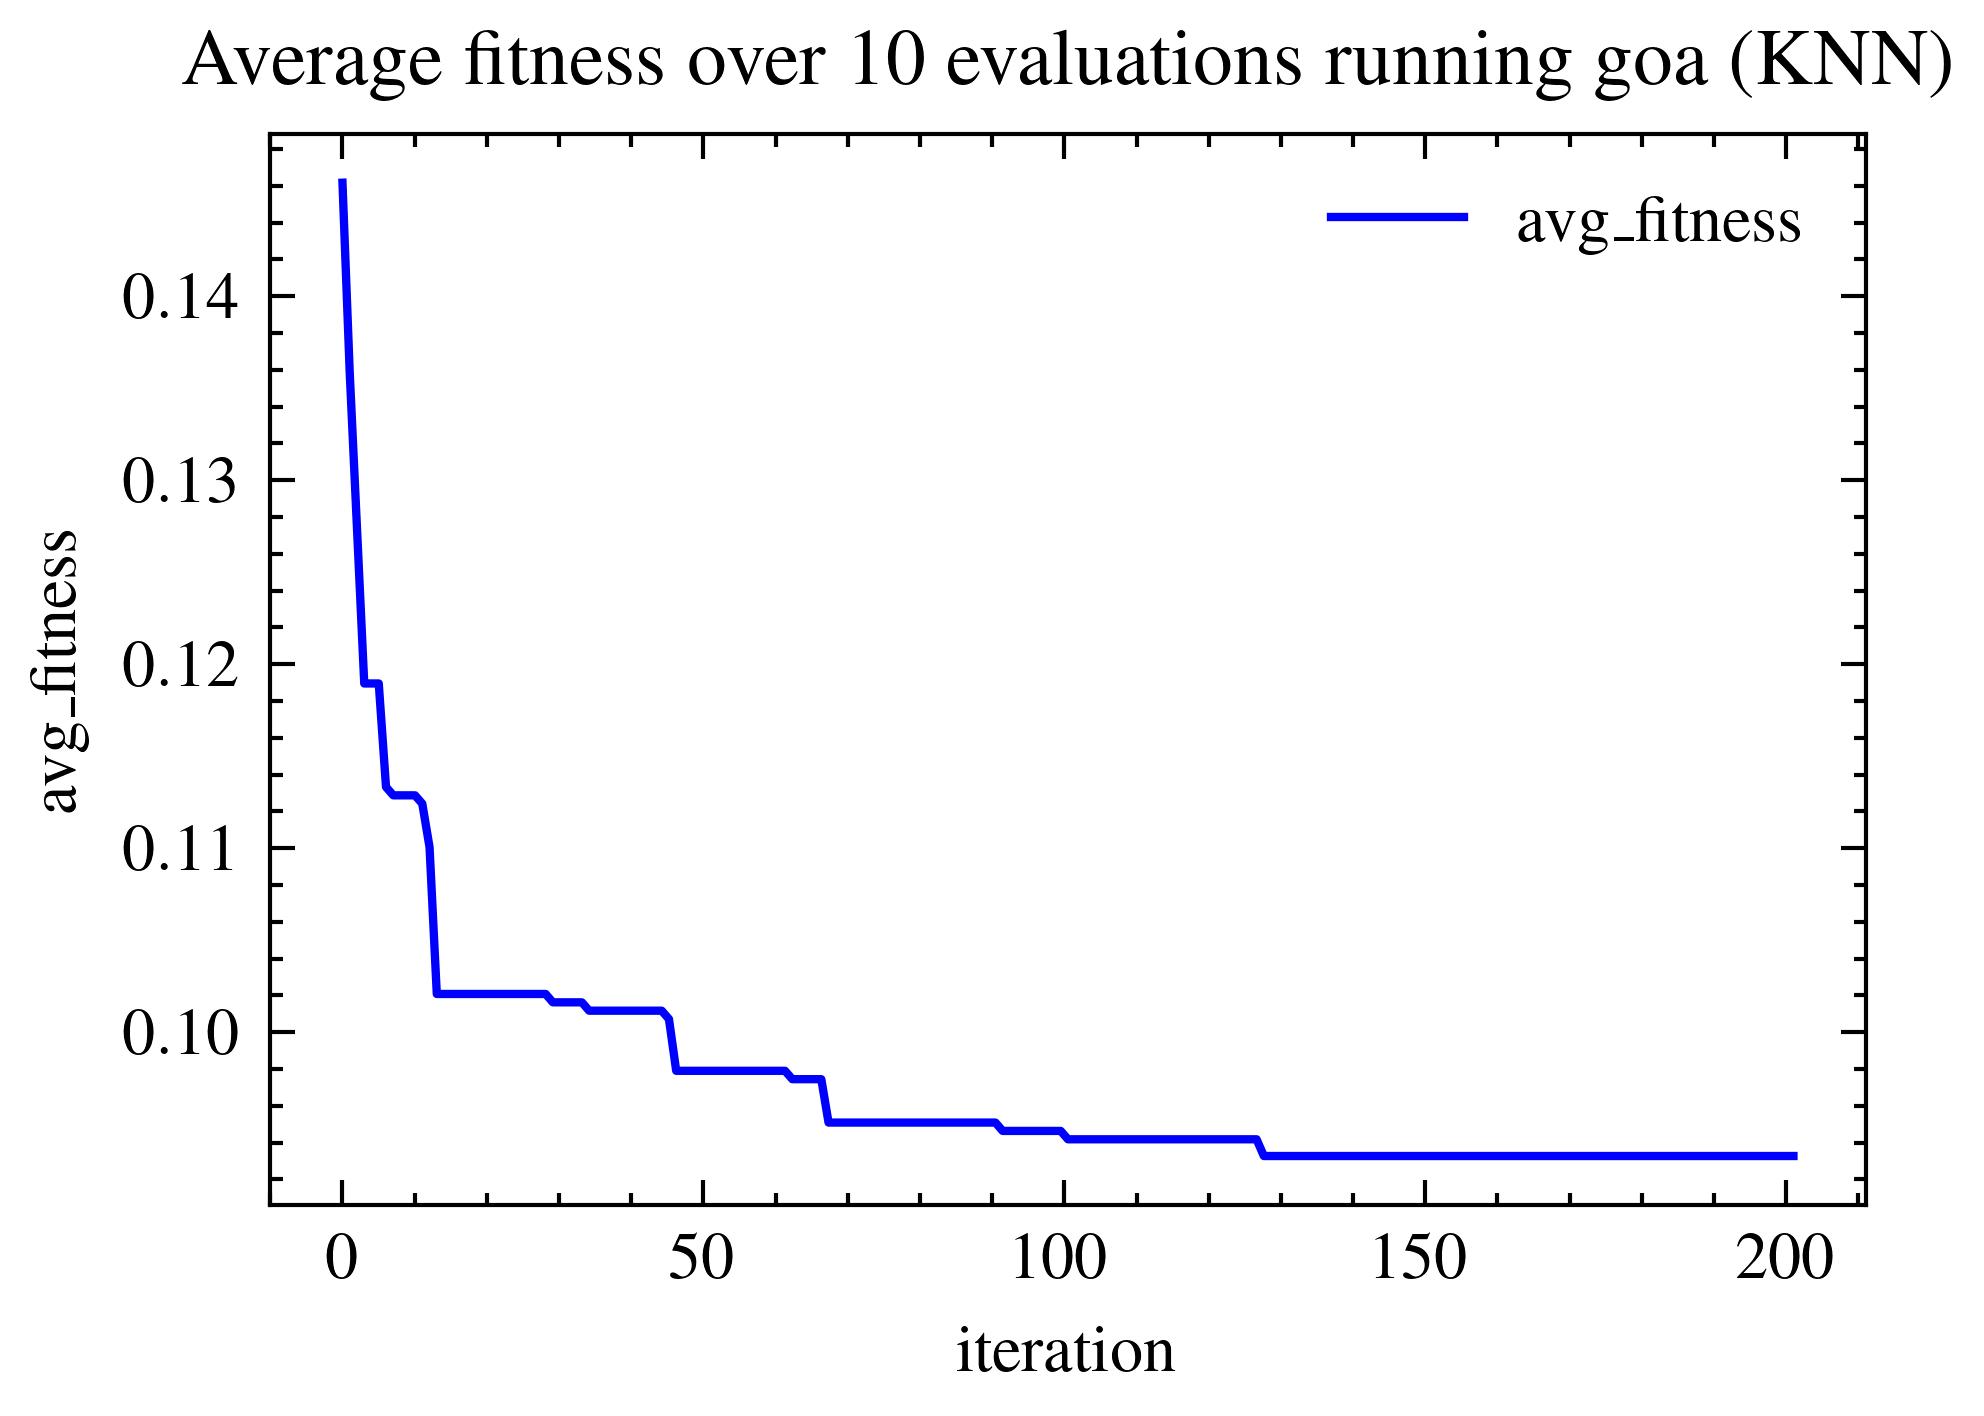 Average fitness over 10 evaluations running goa (KNN)
avg_fitness
0.14
0.13
0.12
0.11
0.10
avg_fitness
0 50 100 150 200
iteration